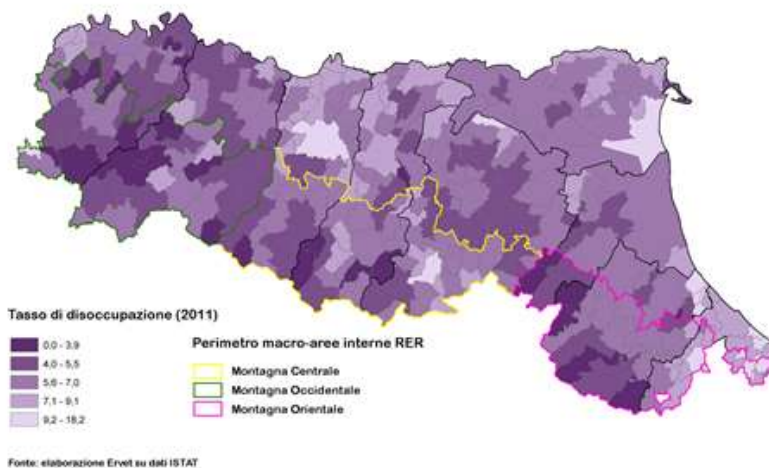 Tasso di disoccupazione (2011)
0,0 - 3,9
4,0 - 5,5
5,6 - 7,0
7,1 - 9,1
9,2 - 18,2
Perimetro macro-aree interne RER
Montagna Centrale
Montagna Occidentale
Montagna Orientale
Fonte: elaborazione Ervet su dati ISTAT